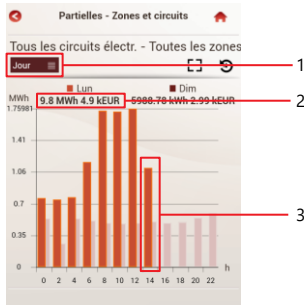 Partielles - Zones et circuits
Tous les circuits électr. - Toutes les zones
Jour
1
Lun
Dim
MWh
9.8 MWh 4.9 kEUR
5988.78 kWh 2.99 kEUR
2
1.75981
1.41
1.06
0.7
3
0.35
0
h
0 2 4 6 8 10 12 14 16 18 20 22